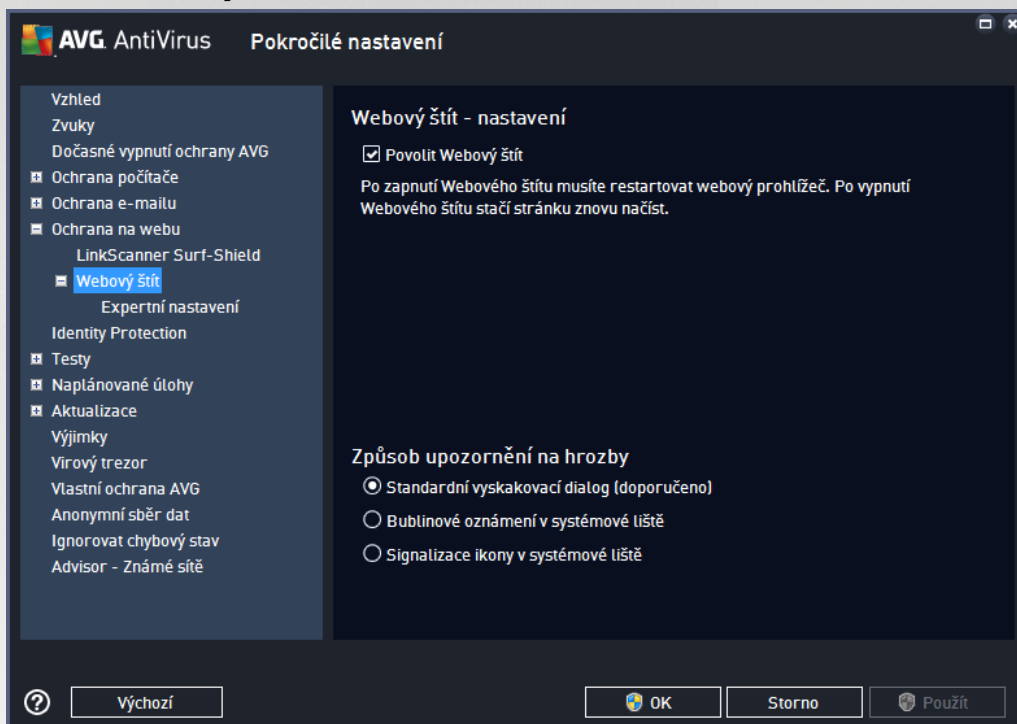 AVG. AntiVirus Pokročilé nastavení
Vzhled
Zvuky
Dočasné vypnutí ochrany AVG
Ochrana počítače
Ochrana e-mailu
Ochrana na webu
LinkScanner Surf-Shield
Webový štít
Expertní nastavení
Identity Protection
Testy
Naplánované úlohy
Aktualizace
Výjimky
Virový trezor
Vlastní ochrana AVG
Anonymní sběr dat
Ignorovat chybový stav
Advisor - Známé sítě
Webový štít - nastavení
Povolit Webový štít
Po zapnutí Webového štítu musíte restartovat webový prohlížeč. Po vypnutí
Webového štítu stačí stránku znovu načíst.
Způsob upozornění na hrozby
Standardní vyskakovací dialog (doporučeno)
Bublinové oznámení v systémové liště
Signalizace ikony v systémové liště
? Výchozí OK Storno Použít